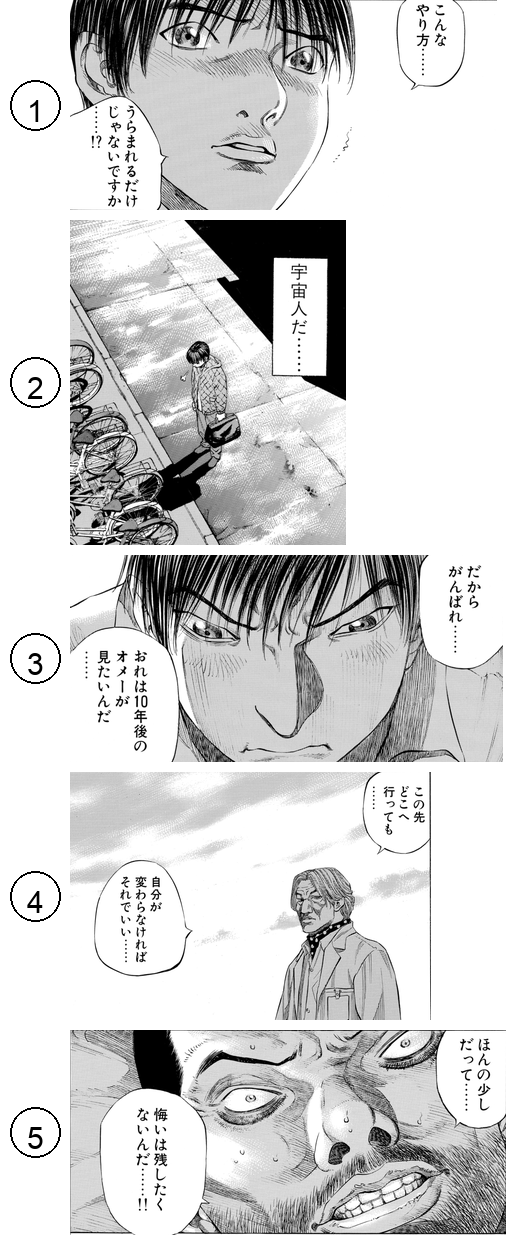 1
こんな
やり方……
うらまれるだけ
じゃないですか
……!?
2
宇宙人だ……
3
だから
がんばれ……
おれは10年後の
オメーが
見たいんだ
……
4
この先
どこへ
行っても
……
自分が
変わらなければ
それでいい……
5
ほんの少し
だって……
悔いは残したく
ないんだ……!!